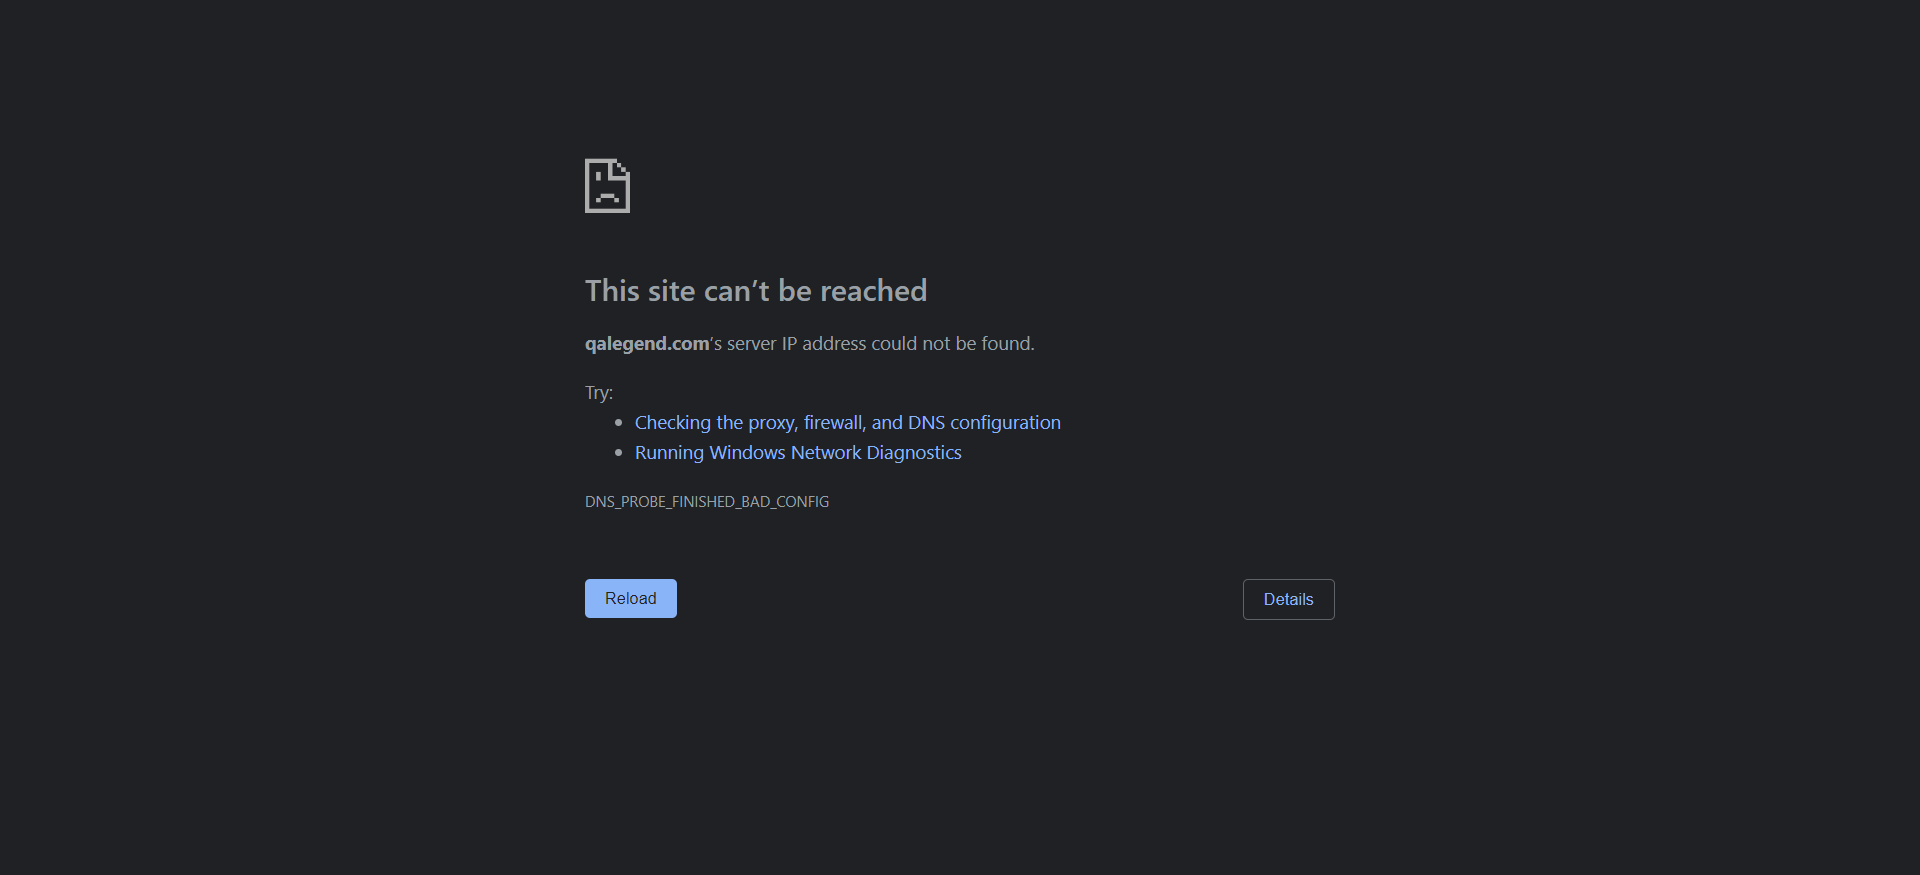 This site can’t be reached
qalegend.com’s server IP address could not be found.
Try:
• Checking the proxy, firewall, and DNS configuration
• Running Windows Network Diagnostics
DNS_PROBE_FINISHED_BAD_CONFIG
Reload
Details